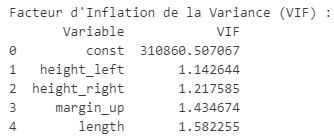 Facteur d'Inflation de la Variance (VIF) :
Variable VIF
0 const 310860.507067
1 height_left 1.142644
2 height_right 1.217585
3 margin_up 1.434674
4 length 1.582255